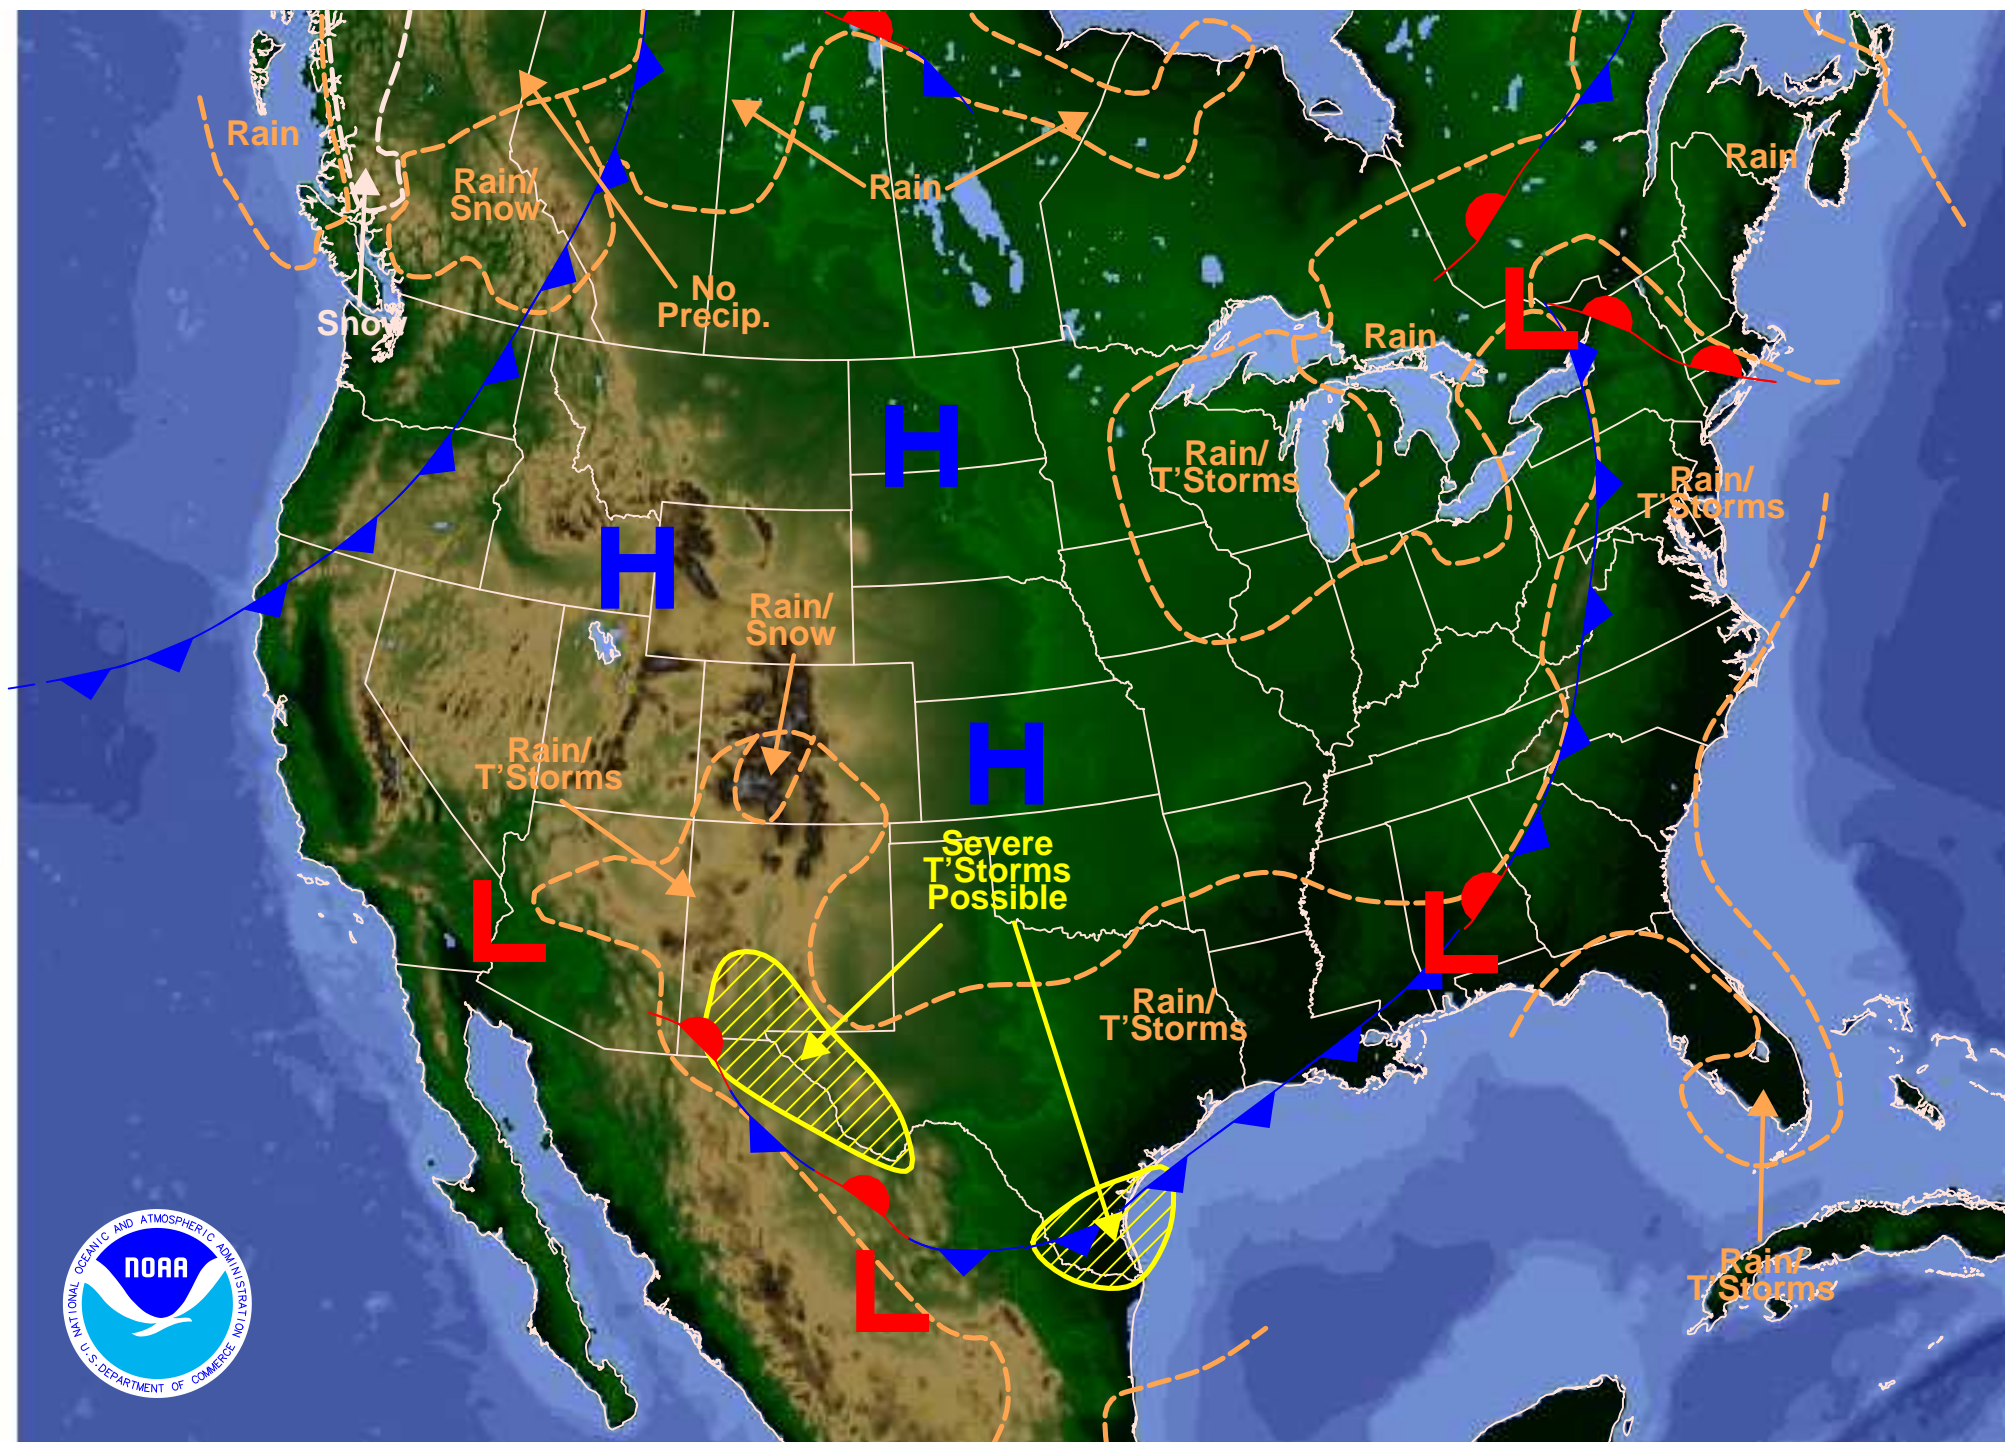 Rain
Rain/
Snow
Rain
Rain
No
Precip.
Snow
Rain
L
H
Rain/
T'Storms
Rain/
T'Storms
H
Rain/
Snow
Rain/
T'Storms
H
Severe
T'Storms
Possible
L
L
Rain/
T'Storms
L
Rain/
T'Storms
NATIONAL OCEANIC AND ATMOSPHERIC ADMINISTRATION
NOAA
U.S. DEPARTMENT OF COMMERCE